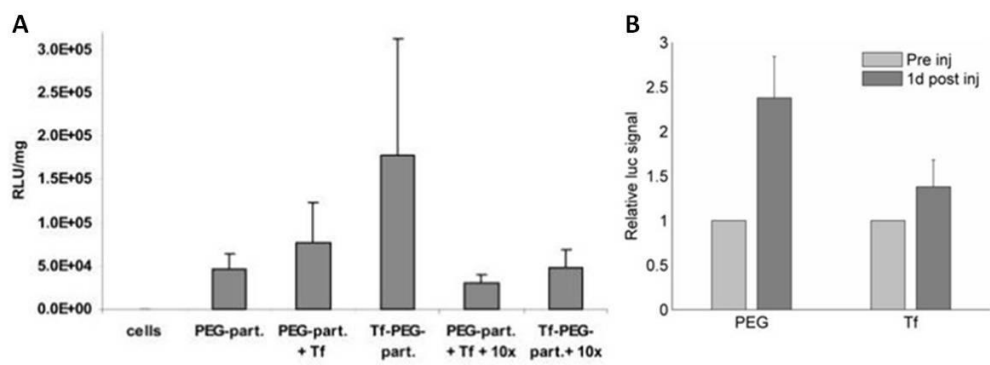 A
RLU/mg
3.0E+05
2.5E+05
2.0E+05
1.5E+05
1.0E+05
5.0E+04
0.0E+00
cells
PEG-part.
PEG-part.
+ Tf
Tf-PEG-
part.
PEG-part.
+ Tf + 10x
Tf-PEG-
part.+ 10x
B
Relative luc signal
3
2.5
2
1.5
1
0.5
0
Pre inj
1d post inj
PEG
Tf